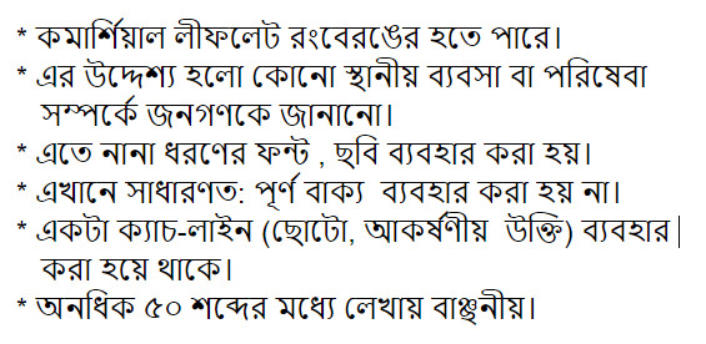 * কমার্শিয়াল লীফলেট রংবেরঙের হতে পারে।
* এর উদ্দেশ্য হলো কোনো স্থানীয় ব্যবসা বা পরিষেবা
সম্পর্কে জনগণকে জানানো।
* এতে নানা ধরণের ফন্ট , ছবি ব্যবহার করা হয়।
* এখানে সাধারণত: পূর্ণ বাক্য ব্যবহার করা হয় না।
* একটা ক্যাচ-লাইন (ছোটো, আকর্ষণীয় উক্তি) ব্যবহার
করা হয়ে থাকে।
* অনধিক ৫০ শব্দের মধ্যে লেখায় বাঞ্ছনীয়।